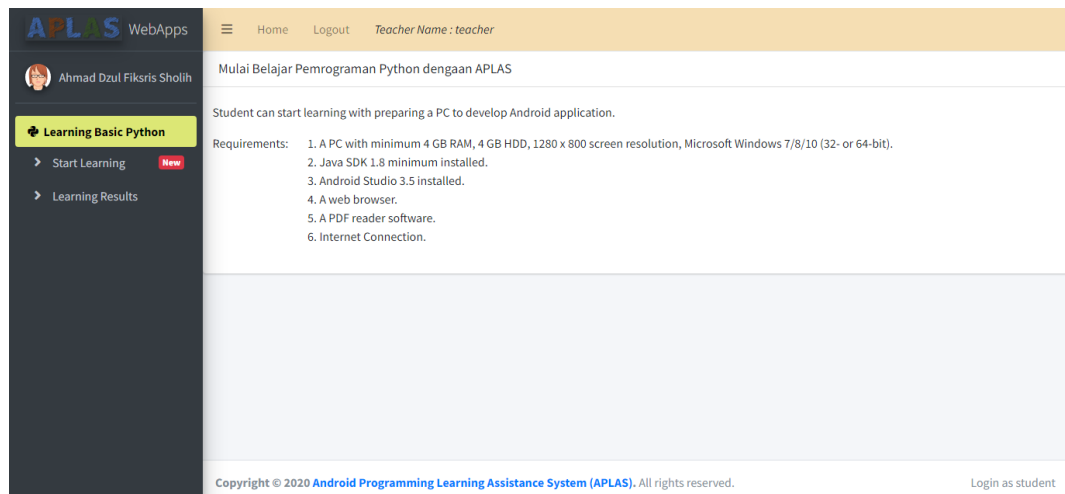 APLAS WebApps
Home Logout Teacher Name : teacher
Ahmad Dzul Fiksris Sholih
Learning Basic Python
Start Learning New
Learning Results
Mulai Belajar Pemrograman Python dengaan APLAS
Student can start learning with preparing a PC to develop Android application.
Requirements: 1. A PC with minimum 4 GB RAM, 4 GB HDD, 1280 x 800 screen resolution, Microsoft Windows 7/8/10 (32- or 64-bit).
2. Java SDK 1.8 minimum installed.
3. Android Studio 3.5 installed.
4. A web browser.
5. A PDF reader software.
6. Internet Connection.
Copyright © 2020 Android Programming Learning Assistance System (APLAS). All rights reserved. Login as student